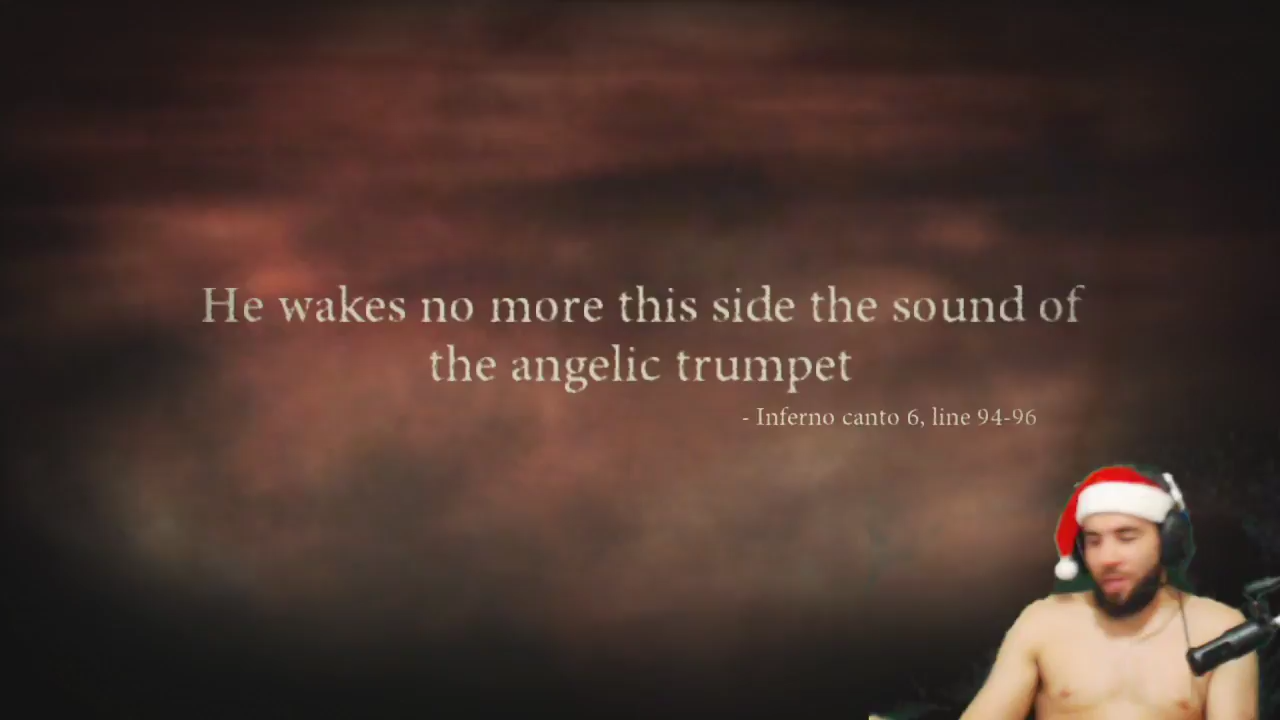 He wakes no more this side the sound of
the angelic trumpet
- Inferno canto 6, line 94-96